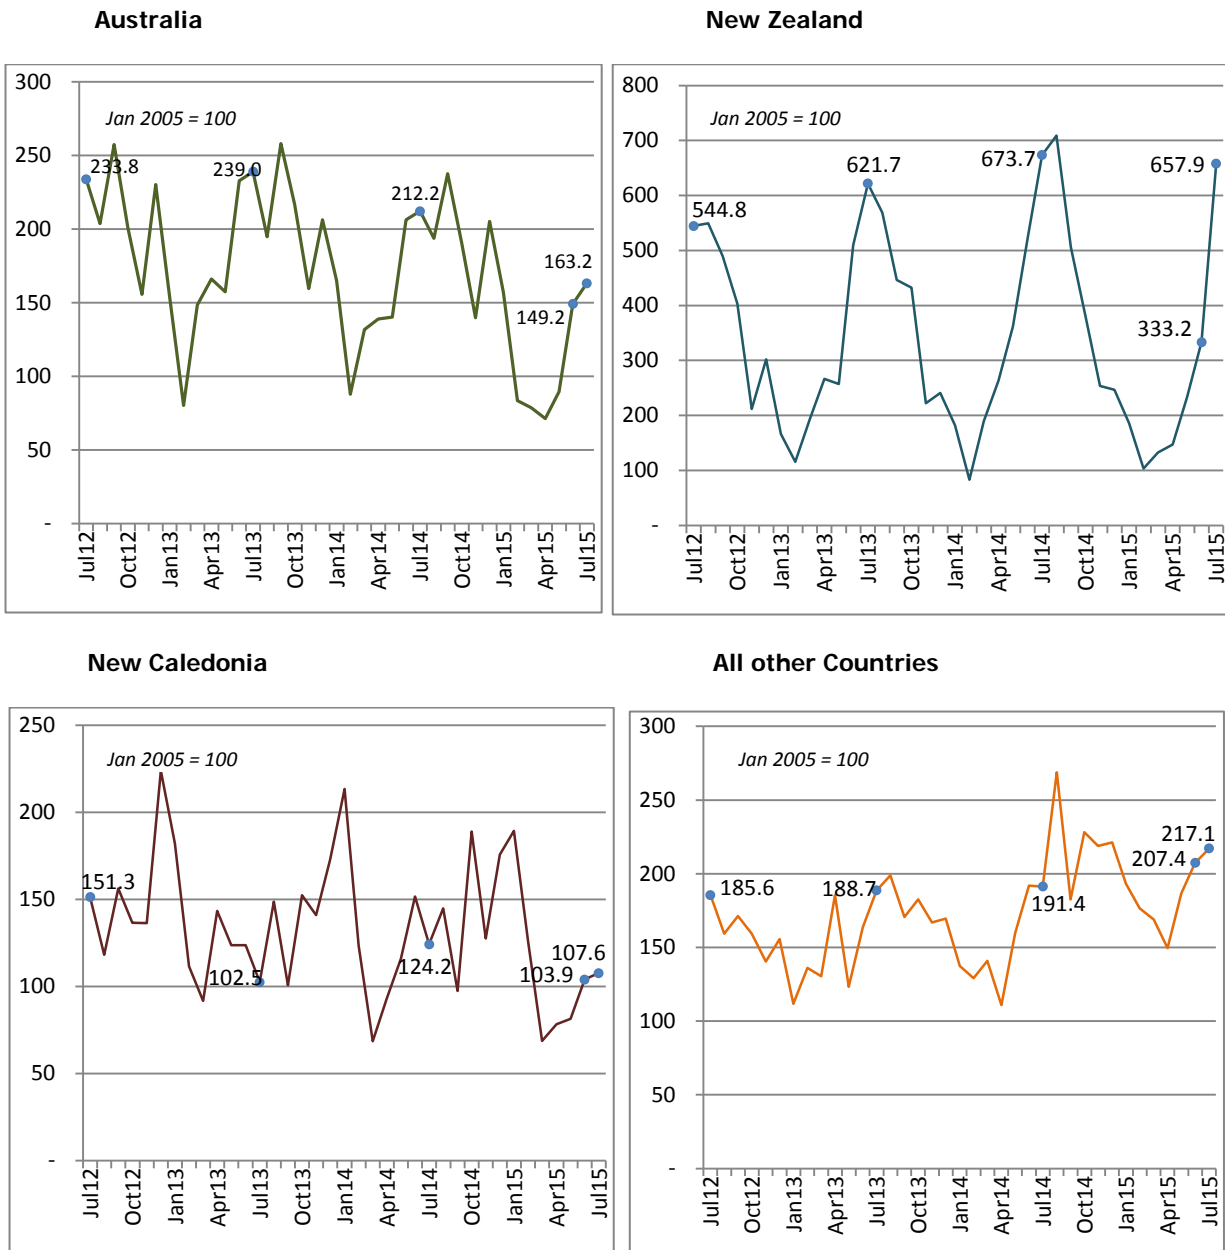 Australia
300
250
200
150
100
50
-
Jan 2005 = 100
233.8
239.0
212.2
163.2
149.2
Jul12
Oct12
Jan13
Apr13
Jul13
Oct13
Jan14
Apr14
Jul14
Oct14
Jan15
Apr15
Jul15
New Zealand
800
700
600
500
400
300
200
100
-
Jan 2005 = 100
544.8
621.7
673.7
657.9
333.2
Jul12
Oct12
Jan13
Apr13
Jul13
Oct13
Jan14
Apr14
Jul14
Oct14
Jan15
Apr15
Jul15
New Caledonia
250
200
150
100
50
-
Jan 2005 = 100
151.3
102.5
124.2
103.9
107.6
Jul12
Oct12
Jan13
Apr13
Jul13
Oct13
Jan14
Apr14
Jul14
Oct14
Jan15
Apr15
Jul15
All other Countries
300
250
200
150
100
50
-
Jan 2005 = 100
185.6
188.7
191.4
207.4
217.1
Jul12
Oct12
Jan13
Apr13
Jul13
Oct13
Jan14
Apr14
Jul14
Oct14
Jan15
Apr15
Jul15